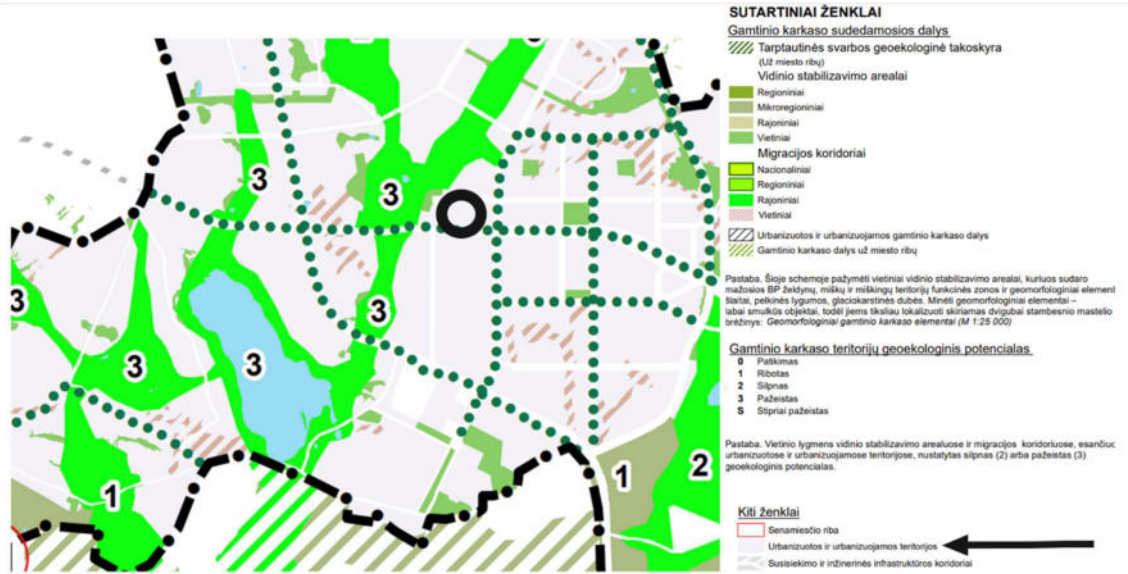 SUTARTINIAI ŽENKLAI
Gamtinio karkaso sudedamosios dalys
Tarptautinės svarbos geoekologinė takoskyra
(Už miesto ribų)
Vidinio stabilizavimo arealai
Regioniniai
Mikroregioniniai
Rajoniniai
Vietiniai
Migracijos koridoriai
Nacionaliniai
Regioniniai
Rajoniniai
Vietiniai
Urbanizuotos ir urbanizuojamos gamtinio karkaso dalys
Gamtinio karkaso dalys už miesto ribų
Pastaba. Šioje schemoje pažymėti vietiniai vidinio stabilizavimo arealai, kuriuos sudaro
mažosios BP želdynų, miškų ir miškingų teritorijų funkcinės zonos ir geomorfologiniai element
šlaitai, pelkinės lygumos, glaciokarstinės dubės. Minėti geomorfologiniai elementai –
labai smulkūs objektai, todėl jiems tiksliau lokalizuoti skiriamas dvigubai stambesnio mastelio
brėžinys: Geomorfologiniai gamtinio karkaso elementai (M 1:25 000)
Gamtinio karkaso teritorijų geoekologinis potencialas
0 Patikimas
1 Ribotas
2 Silpnas
3 Pažeistas
S Stipriai pažeistas
Pastaba. Vietinio lygmens vidinio stabilizavimo arealuose ir migracijos koridoriuose, esančiuc
urbanizuotose ir urbanizuojamose teritorijose, nustatytas silpnas (2) arba pažeistas (3)
geoekologinis potencialas.
Kiti ženklai
Senamiesčio riba
Urbanizuotos ir urbanizuojamos teritorijos
Susisiekimo ir inžinerinės infrastruktūros koridoriai
3
3
3
3
3
3
1
1
2